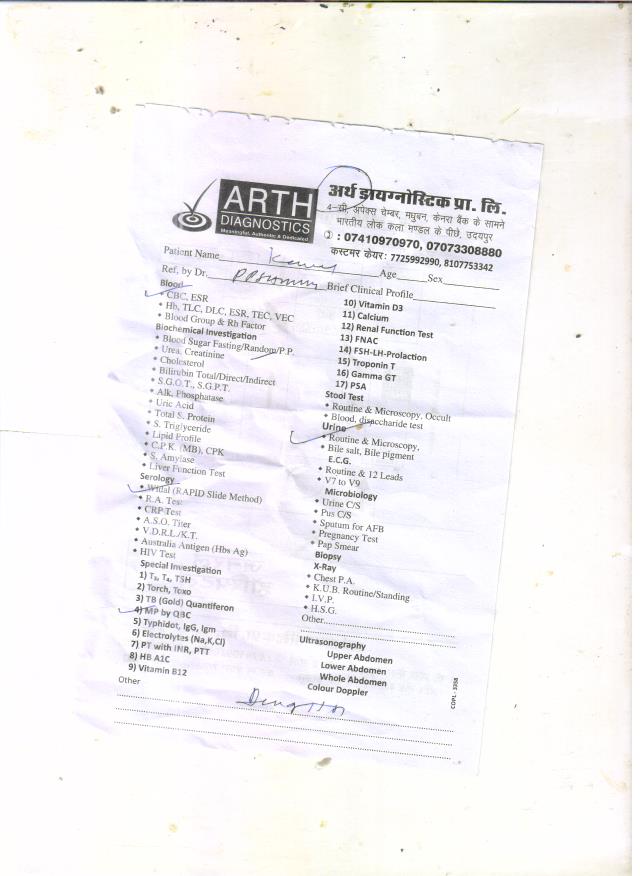 ARTH
DIAGNOSTICS
Meaningful, Authentic & Dedicated
अर्थ डायग्नोस्टिक प्रा. लि.
4-सी, अपेक्स चेम्बर, मधुबन, केनरा बैंक के सामने
भारतीय लोक कला मण्डल के पीछे, उदयपुर
: 07410970970, 07073308880
कस्टमर केयर: 7725992990, 8107753342
Patient Name Age Sex
Ref, by Dr. Brief Clinical Profile
Blood
CBC, ESR
Hb, TLC, DLC, ESR, TEC, VEC
Blood Group & Rh Factor
Biochemical Investigation
Blood Sugar Fasting/Random/P.P.
Urea, Creatinine
Cholesterol
Bilirubin Total/Direct/Indirect
S.G.O.T., S.G.P.T.
Alk, Phosphatase
Uric Acid
Total S. Protein
S. Triglyceride
Lipid Profile
C.P.K. (MB), CPK
S. Amylase
Liver Function Test
Serology
Widal (RAPID Slide Method)
R.A. Test
CRP Test
A.S.O. Titer
V.D.R.L./K.T.
Australia Antigen (Hbs Ag)
HIV Test
Special Investigation
1) T₃, T₄, TSH
2) Torch, Toxo
3) TB (Gold) Quantiferon
4) MP by QBC
5) Typhidot, IgG, Igm
6) Electrolytes (Na,K,Cl)
7) PT with INR, PTT
8) HB A1C
9) Vitamin B12
Other
10) Vitamin D3
11) Calcium
12) Renal Function Test
13) FNAC
14) FSH-LH-Prolaction
15) Troponin T
16) Gamma GT
17) PSA
Stool Test
Routine & Microscopy, Occult
Blood, disaccharide test
Urine
Routine & Microscopy,
Bile salt, Bile pigment
E.C.G.
Routine & 12 Leads
V7 to V9
Microbiology
Urine C/S
Pus C/S
Sputum for AFB
Pregnancy Test
Pap Smear
Biopsy
X-Ray
Chest P.A.
K.U.B. Routine/Standing
I.V.P.
H.S.G.
Other
Ultrasonography
Upper Abdomen
Lower Abdomen
Whole Abdomen
Colour Doppler